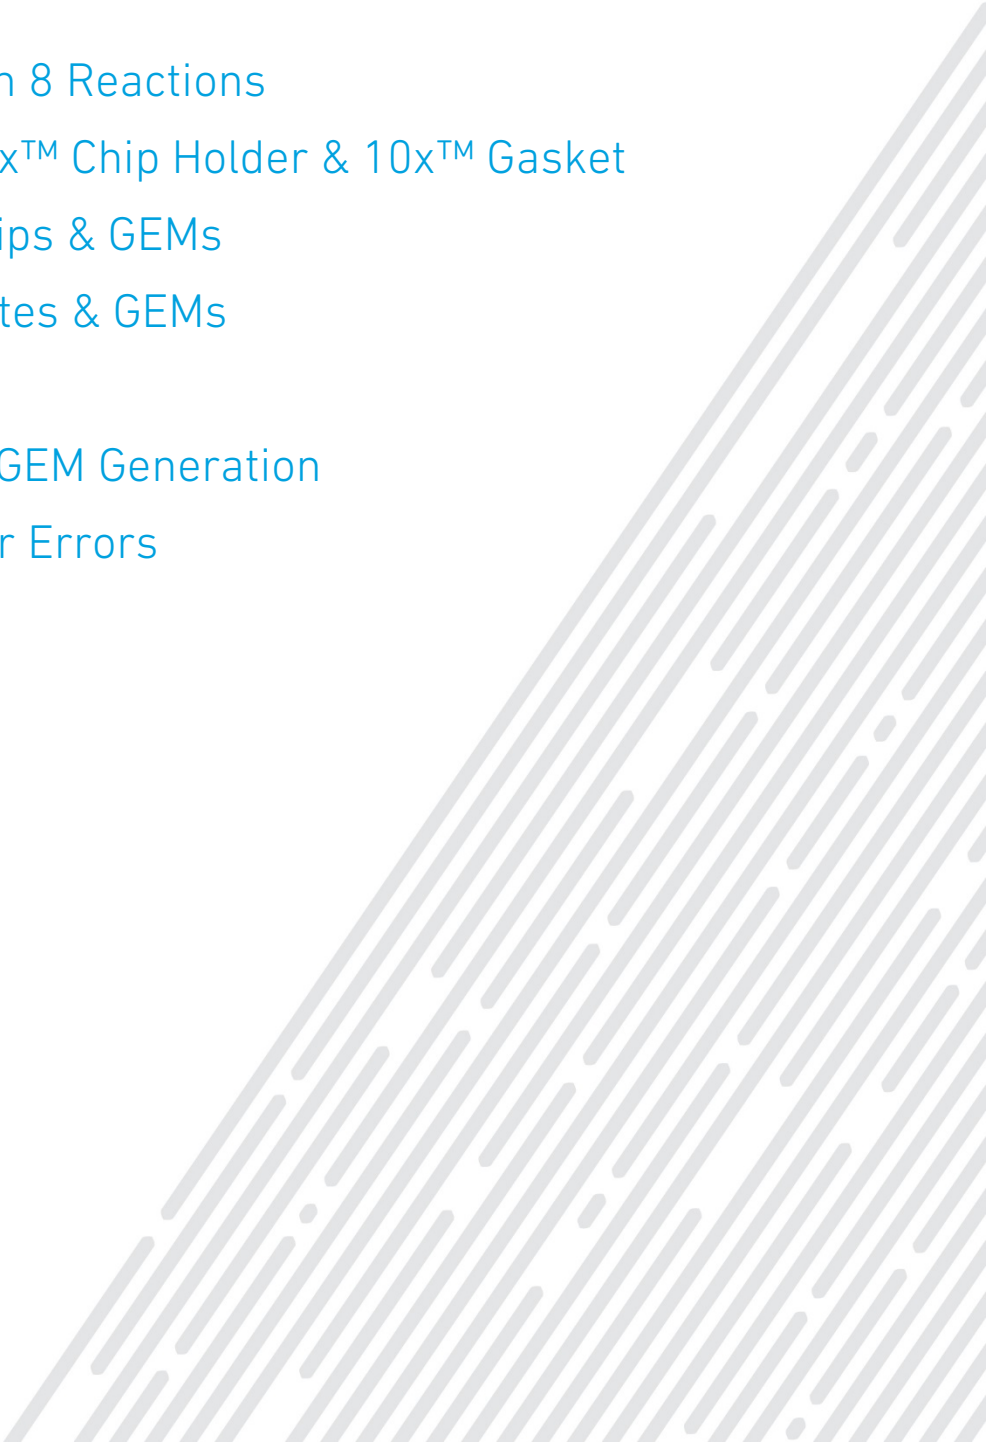 n 8 Reactions
x™ Chip Holder & 10x™ Gasket
ips & GEMs
tes & GEMs
GEM Generation
r Errors